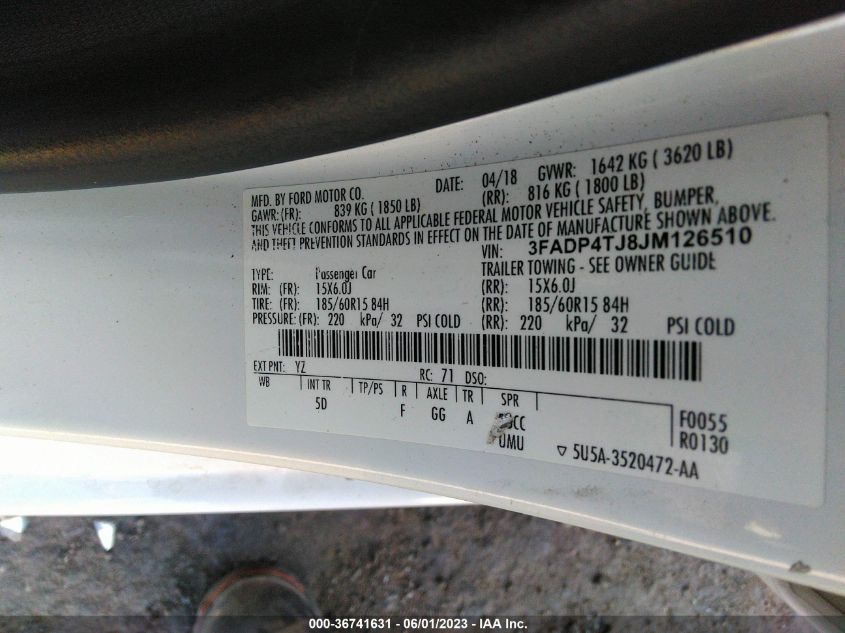 MFD. BY FORD MOTOR CO. DATE: 04/18 GVWR: 1642 KG ( 3620 LB)
GAWR: (FR): 839 KG ( 1850 LB) (RR): 816 KG ( 1800 LB)
THIS VEHICLE CONFORMS TO ALL APPLICABLE FEDERAL MOTOR VEHICLE SAFETY, BUMPER,
AND THEFT PREVENTION STANDARDS IN EFFECT ON THE DATE OF MANUFACTURE SHOWN ABOVE.
VIN: 3FADP4TJ8JM126510
TYPE: Passenger Car TRAILER TOWING - SEE OWNER GUIDE
RIM: (FR): 15X6.0J (RR): 15X6.0J
TIRE: (FR): 185/60R15 84H (RR): 185/60R15 84H
PRESSURE: (FR): 220 kPa/ 32 PSI COLD (RR): 220 kPa/ 32 PSI COLD
EXT PNT: YZ RC: 71 DSO:
WB INT TR TP/PS R AXLE TR SPR
5D F GG A CC F0055
UMU R0130
▽ 5U5A-3520472-AA
000-36741631 - 06/01/2023 - IAA Inc.